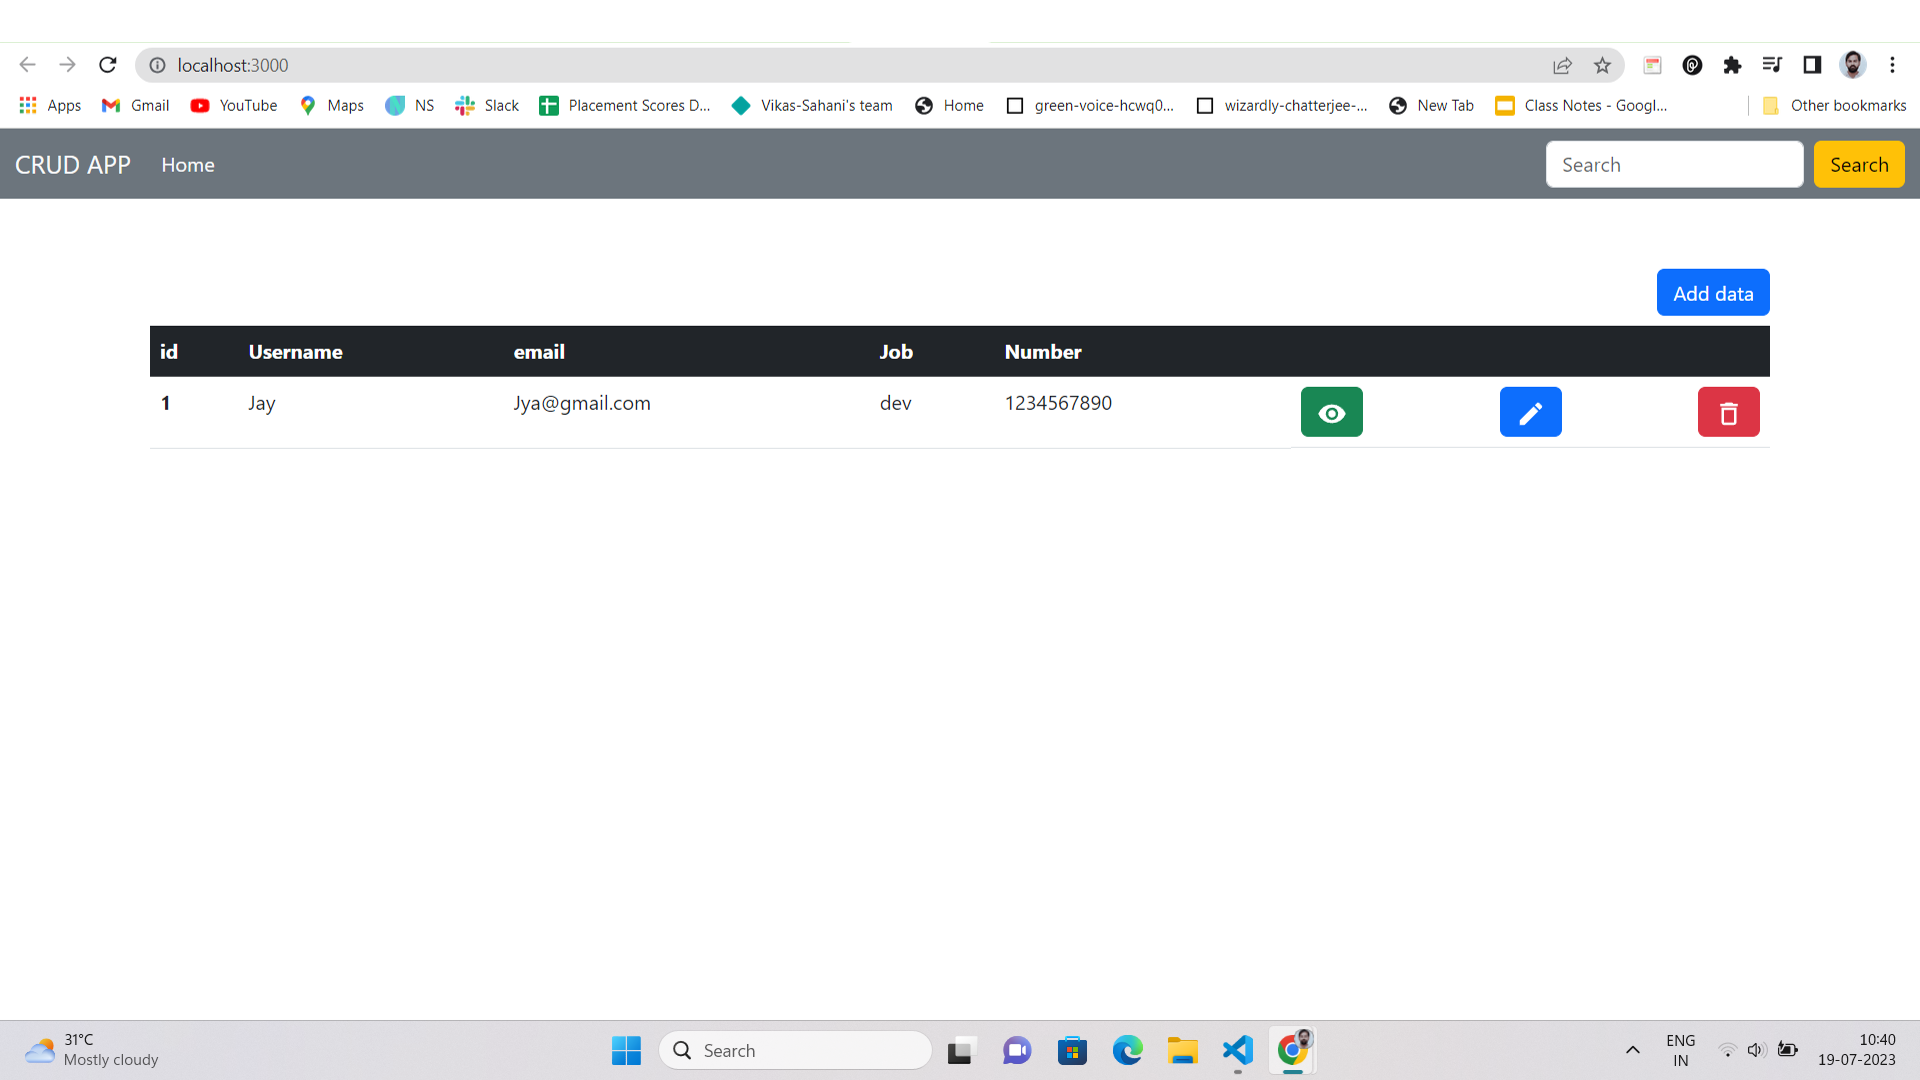 localhost:3000
Apps Gmail YouTube Maps NS Slack Placement Scores D... Vikas-Sahani's team Home green-voice-hcwq0... wizardly-chatterjee-... New Tab Class Notes - Googl... Other bookmarks
CRUD APP Home Search Search
Add data
id Username email Job Number
1 Jay Jya@gmail.com dev 1234567890
31°C
Mostly cloudy
Search
ENG
IN
10:40
19-07-2023